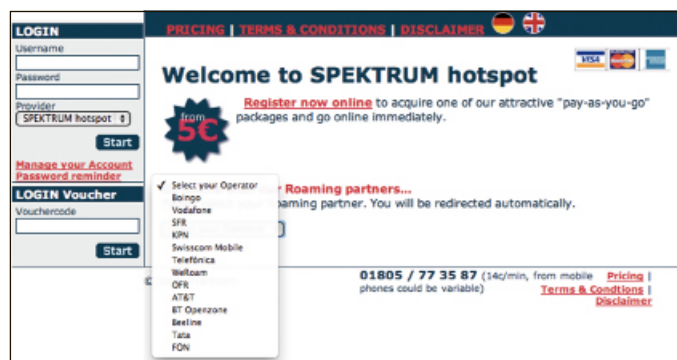 LOGIN
Username
Password
Provider
SPEKTRUM hotspot
Start
Manage your Account
Password reminder
LOGIN Voucher
Vouchercode
Start
PRICING | TERMS & CONDITIONS | DISCLAIMER
VISA
Welcome to SPEKTRUM hotspot
from
5€
Register now online to acquire one of our attractive "pay-as-you-go"
packages and go online immediately.
Roaming partners...
roaming partner. You will be redirected automatically.
✓ Select your Operator
Boingo
Vodafone
SFR
KPN
Swisscom Mobile
Telefónica
WeRoam
OFR
AT&T
BT Openzone
Beeline
Tata
FON
01805 / 77 35 87 (14c/min, from mobile
phones could be variable)
Pricing |
Terms & Condtions |
Disclaimer